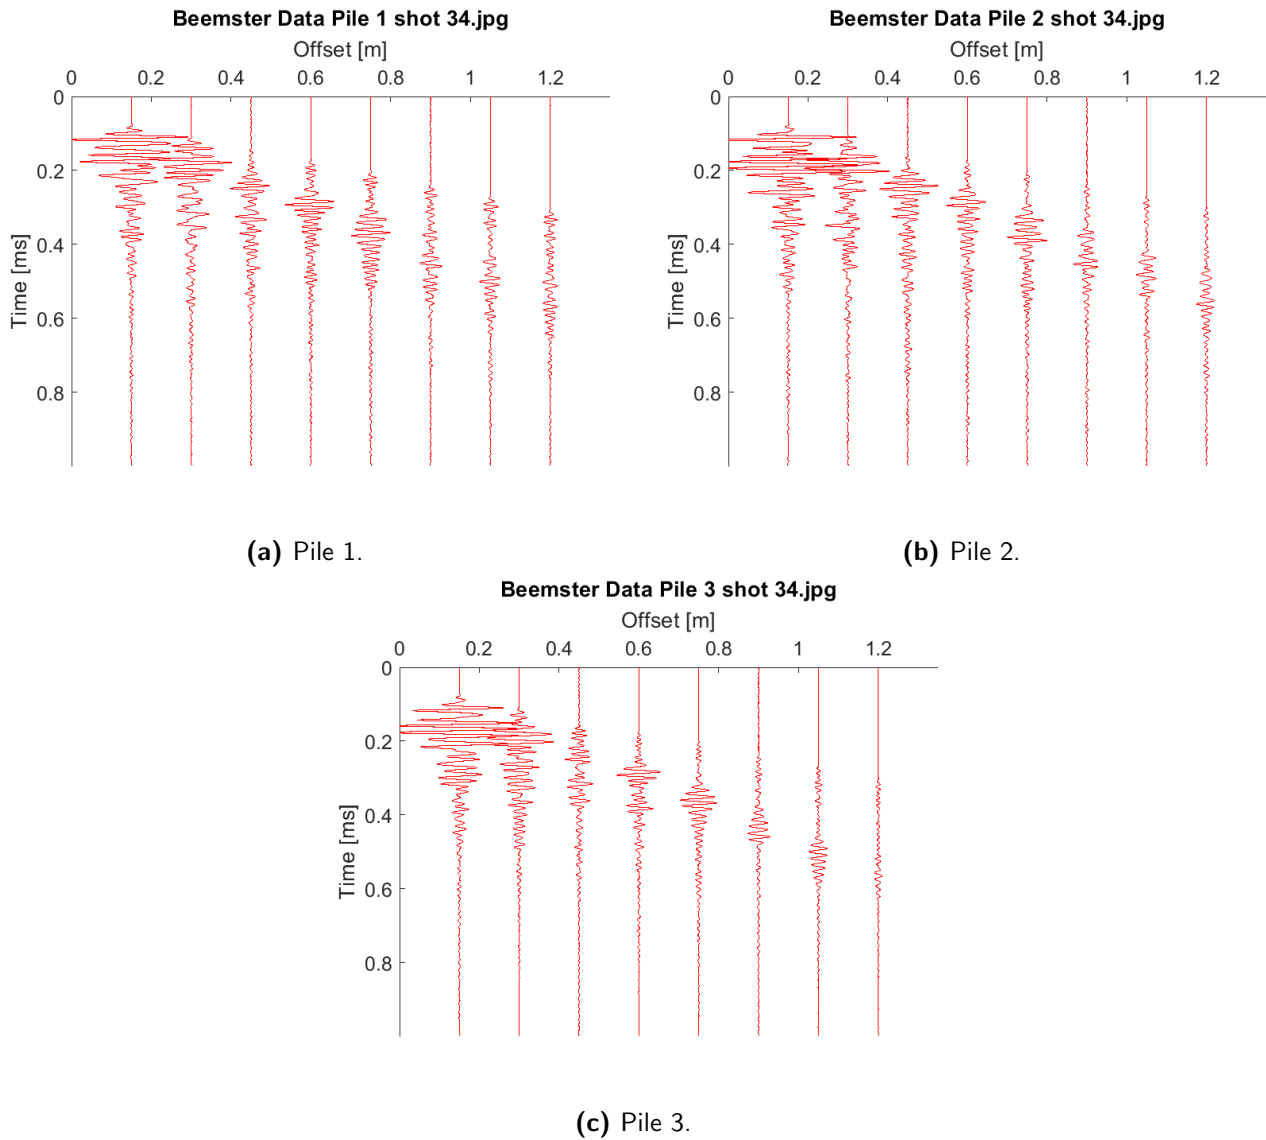 Beemster Data Pile 1 shot 34.jpg
Offset [m]
0 0.2 0.4 0.6 0.8 1 1.2
0
0.2
0.4
0.6
0.8
Time [ms]
(a) Pile 1.
Beemster Data Pile 2 shot 34.jpg
Offset [m]
0 0.2 0.4 0.6 0.8 1 1.2
0
0.2
0.4
0.6
0.8
Time [ms]
(b) Pile 2.
Beemster Data Pile 3 shot 34.jpg
Offset [m]
0 0.2 0.4 0.6 0.8 1 1.2
0
0.2
0.4
0.6
0.8
Time [ms]
(c) Pile 3.